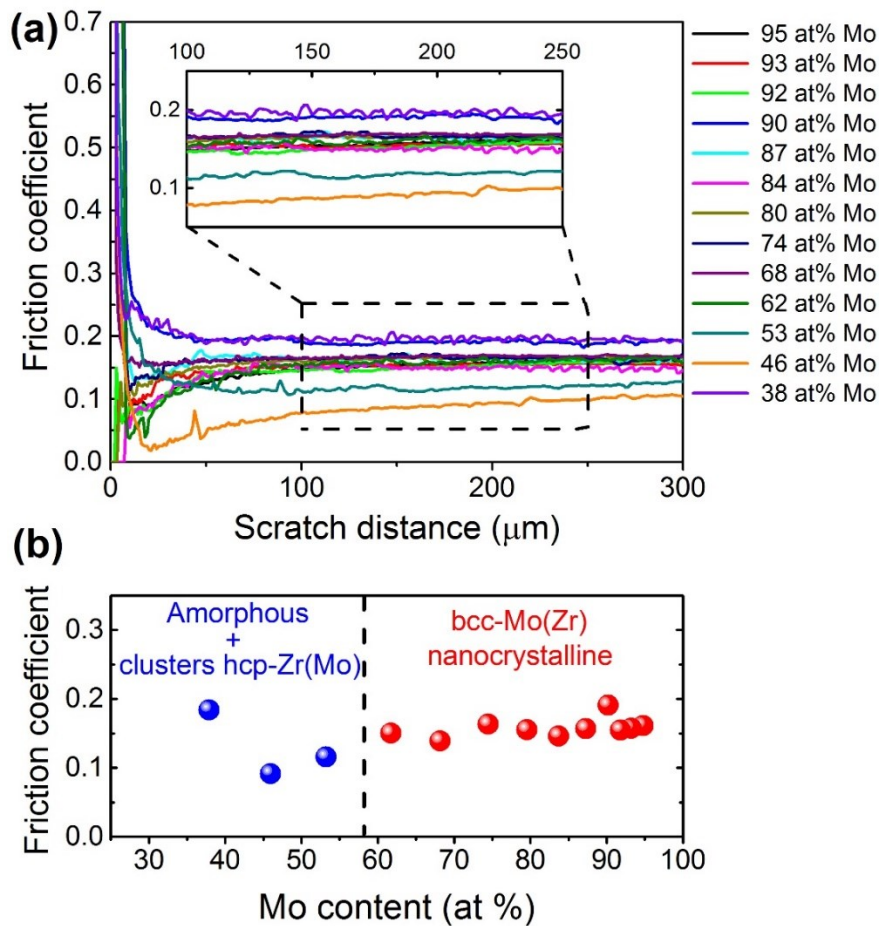 (a)
0.7
0.6
0.5
0.4
0.3
0.2
0.1
0.0
Friction coefficient
100 150 200 250
0.2
0.1
0 50 100 150 200 250 300
Scratch distance (μm)
95 at% Mo
93 at% Mo
92 at% Mo
90 at% Mo
87 at% Mo
84 at% Mo
80 at% Mo
74 at% Mo
68 at% Mo
62 at% Mo
53 at% Mo
46 at% Mo
38 at% Mo
(b)
0.3
0.2
0.1
0.0
Friction coefficient
Amorphous
+
clusters hcp-Zr(Mo)
bcc-Mo(Zr)
nanocrystalline
30 40 50 60 70 80 90 100
Mo content (at %)